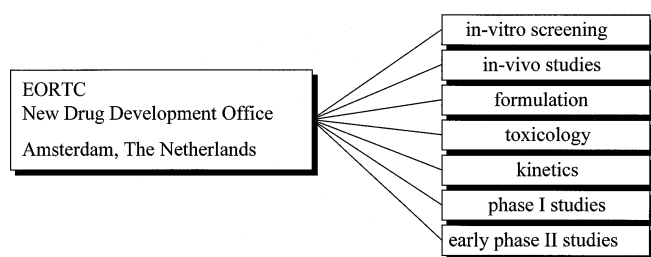 EORTC
New Drug Development Office
Amsterdam, The Netherlands
in-vitro screening
in-vivo studies
formulation
toxicology
kinetics
phase I studies
early phase II studies